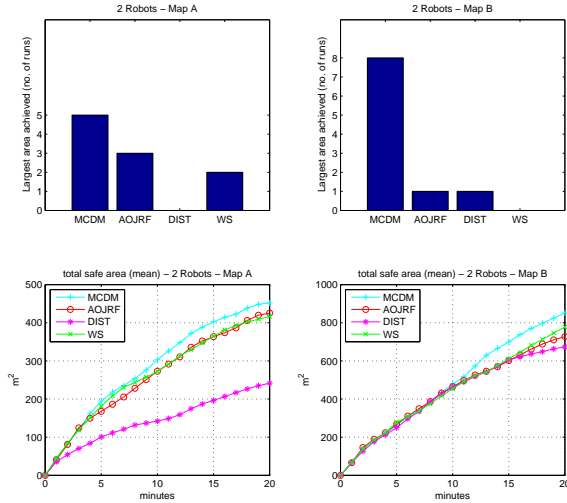 2 Robots – Map A
Largest area achieved (no. of runs)
5
4
3
2
1
0
MCDM AOJRF DIST WS
2 Robots – Map B
Largest area achieved (no. of runs)
8
7
6
5
4
3
2
1
0
MCDM AOJRF DIST WS
total safe area (mean) – 2 Robots – Map A
MCDM
AOJRF
DIST
WS
m2
500
400
300
200
100
0
0 5 10 15 20
minutes
total safe area (mean) – 2 Robots – Map B
MCDM
AOJRF
DIST
WS
m2
1000
800
600
400
200
0
0 5 10 15 20
minutes